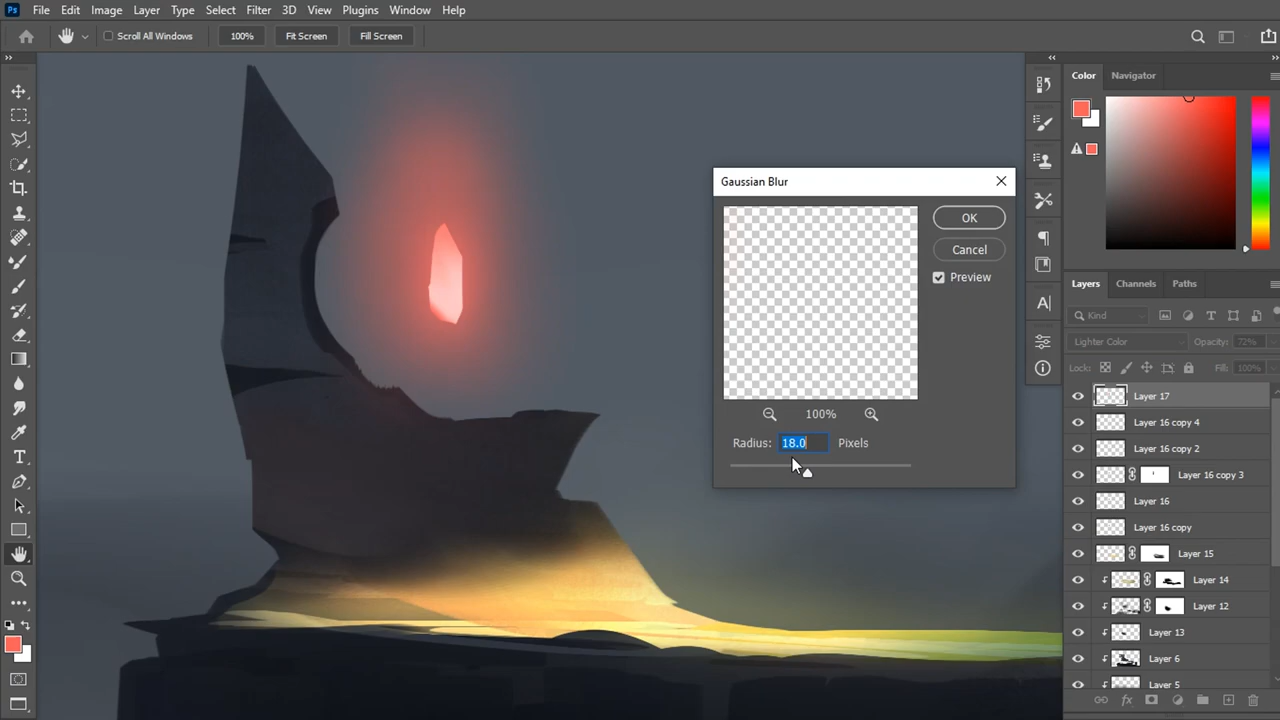 Ps File Edit Image Layer Type Select Filter 3D View Plugins Window Help
Scroll All Windows 100% Fit Screen Fill Screen
Color Navigator
Gaussian Blur
OK
Cancel
Preview
100%
Radius: 18.0 Pixels
Layers Channels Paths
Kind
Lighter Color Opacity: 72%
Lock: Fill: 100%
Layer 17
Layer 16 copy 4
Layer 16 copy 2
Layer 16 copy 3
Layer 16
Layer 16 copy
Layer 15
Layer 14
Layer 12
Layer 13
Layer 6
Layer 5